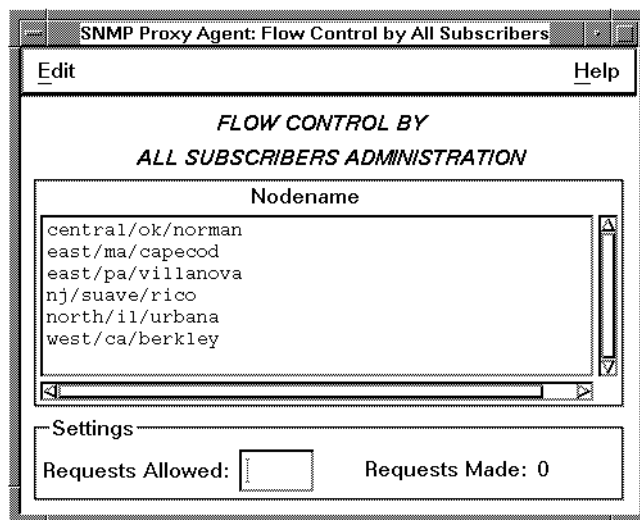 SNMP Proxy Agent: Flow Control by All Subscribers
Edit Help
FLOW CONTROL BY
ALL SUBSCRIBERS ADMINISTRATION
Nodename
central/ok/norman
east/ma/capecod
east/pa/villanova
nj/suave/rico
north/il/urbana
west/ca/berkley
Settings
Requests Allowed: Requests Made: 0